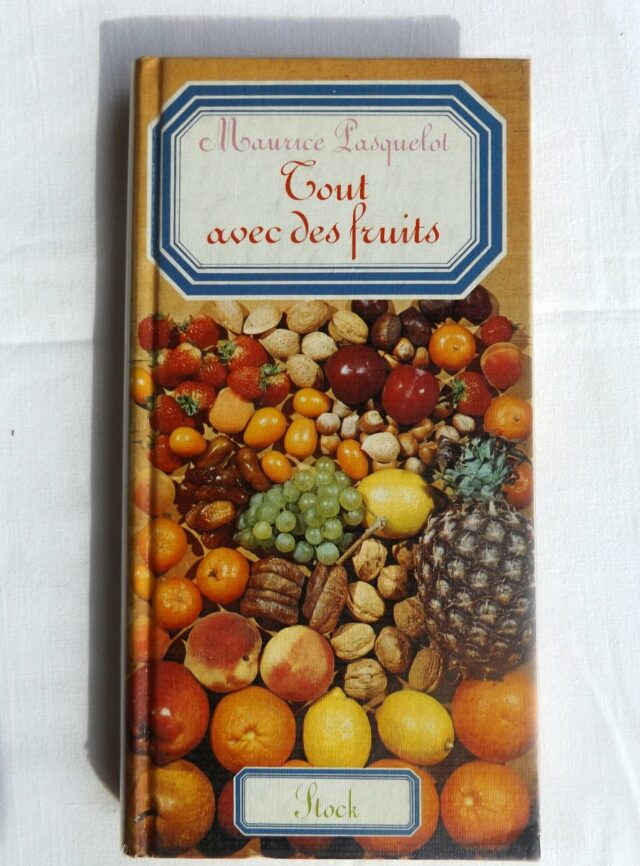 Maurice Pasquelot
Tout
avec des fruits
Stock